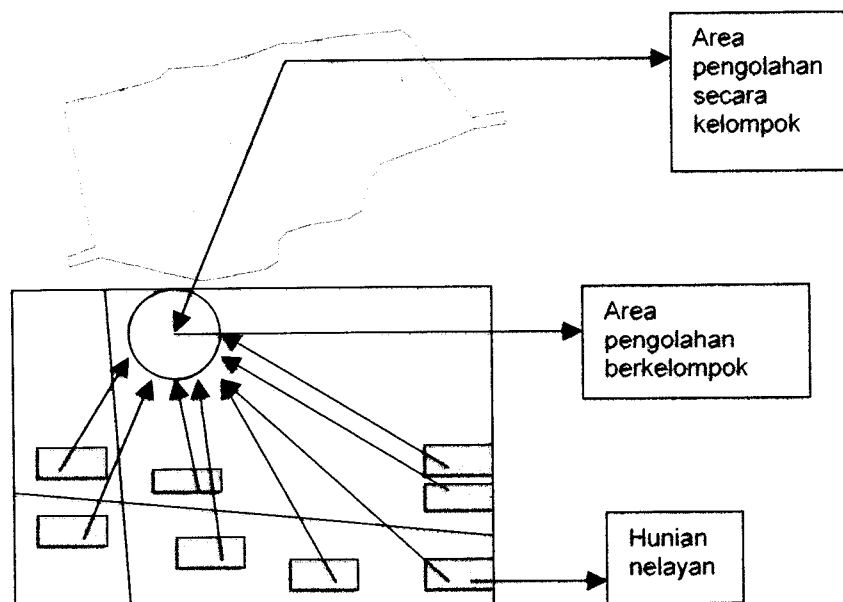 Area
pengolahan
secara
kelompok
Area
pengolahan
berkelompok
Hunian
nelayan